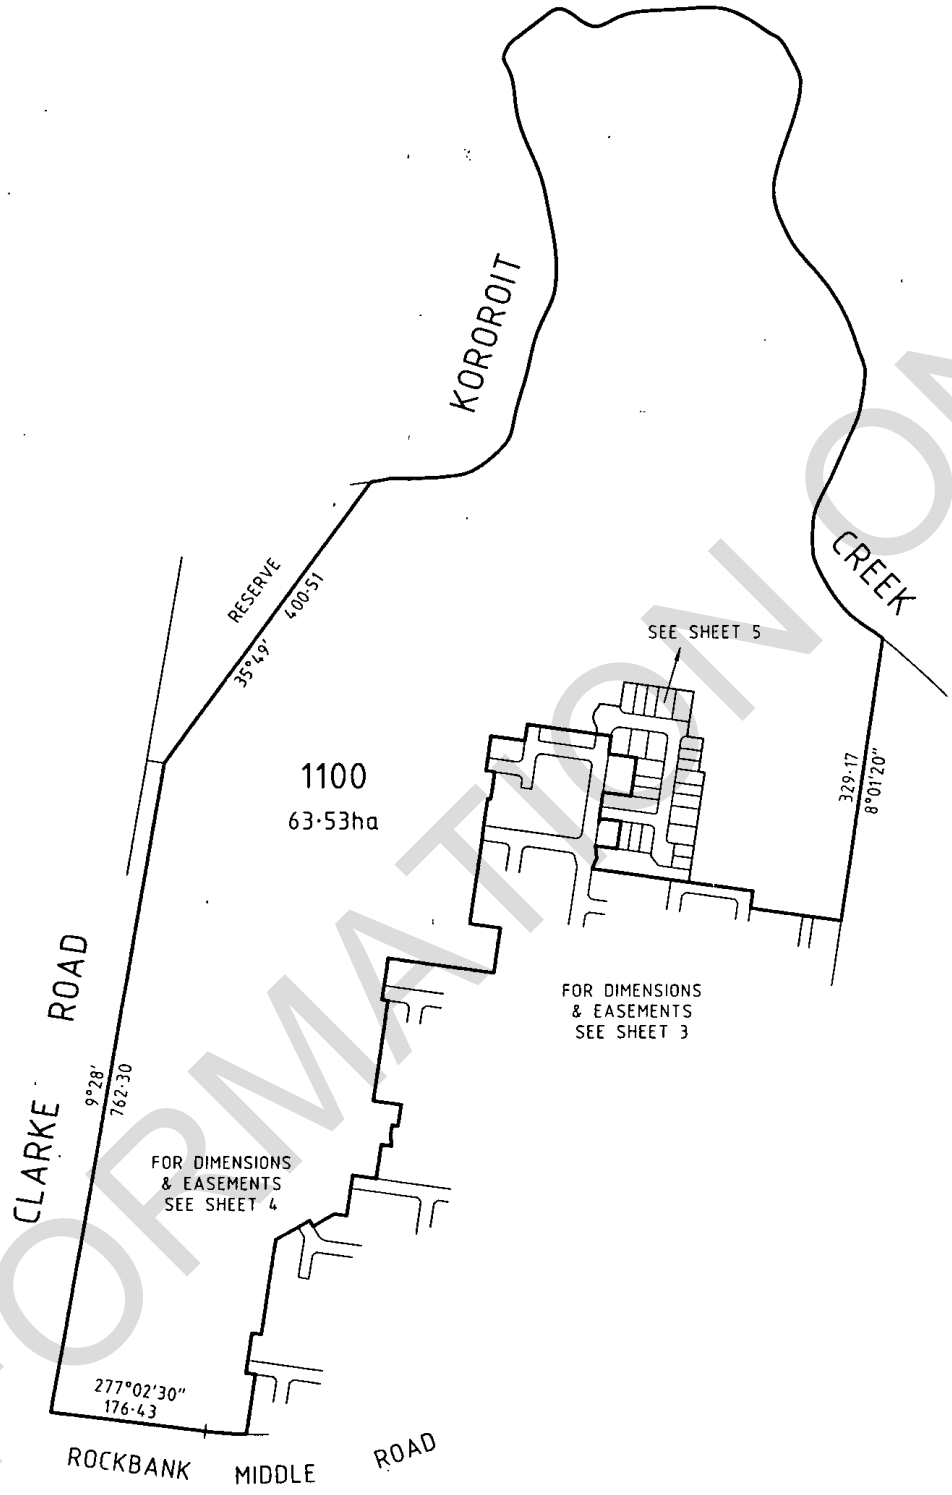 KOROROIT
CREEK
RESERVE
400·51
35°49'
SEE SHEET 5
1100
63·53ha
329·17
8°01'20"
FOR DIMENSIONS
& EASEMENTS
SEE SHEET 3
CLARKE ROAD
9°28'
762·30
FOR DIMENSIONS
& EASEMENTS
SEE SHEET 4
277°02'30"
176·43
ROCKBANK MIDDLE ROAD
ORMATION ON